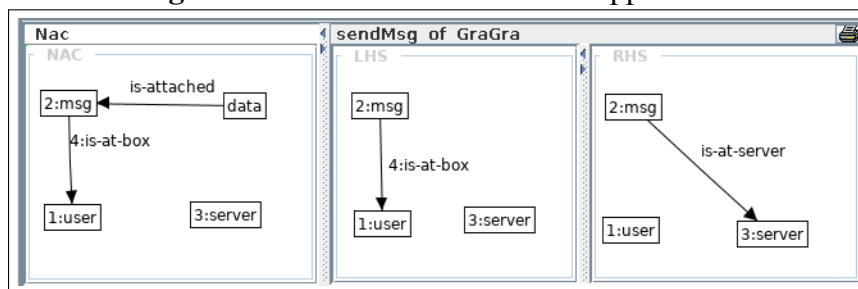 Nac
sendMsg of GraGra
NAC
is-attached
2:msg
data
4:is-at-box
1:user
3:server
LHS
2:msg
4:is-at-box
1:user
3:server
RHS
2:msg
is-at-server
1:user
3:server